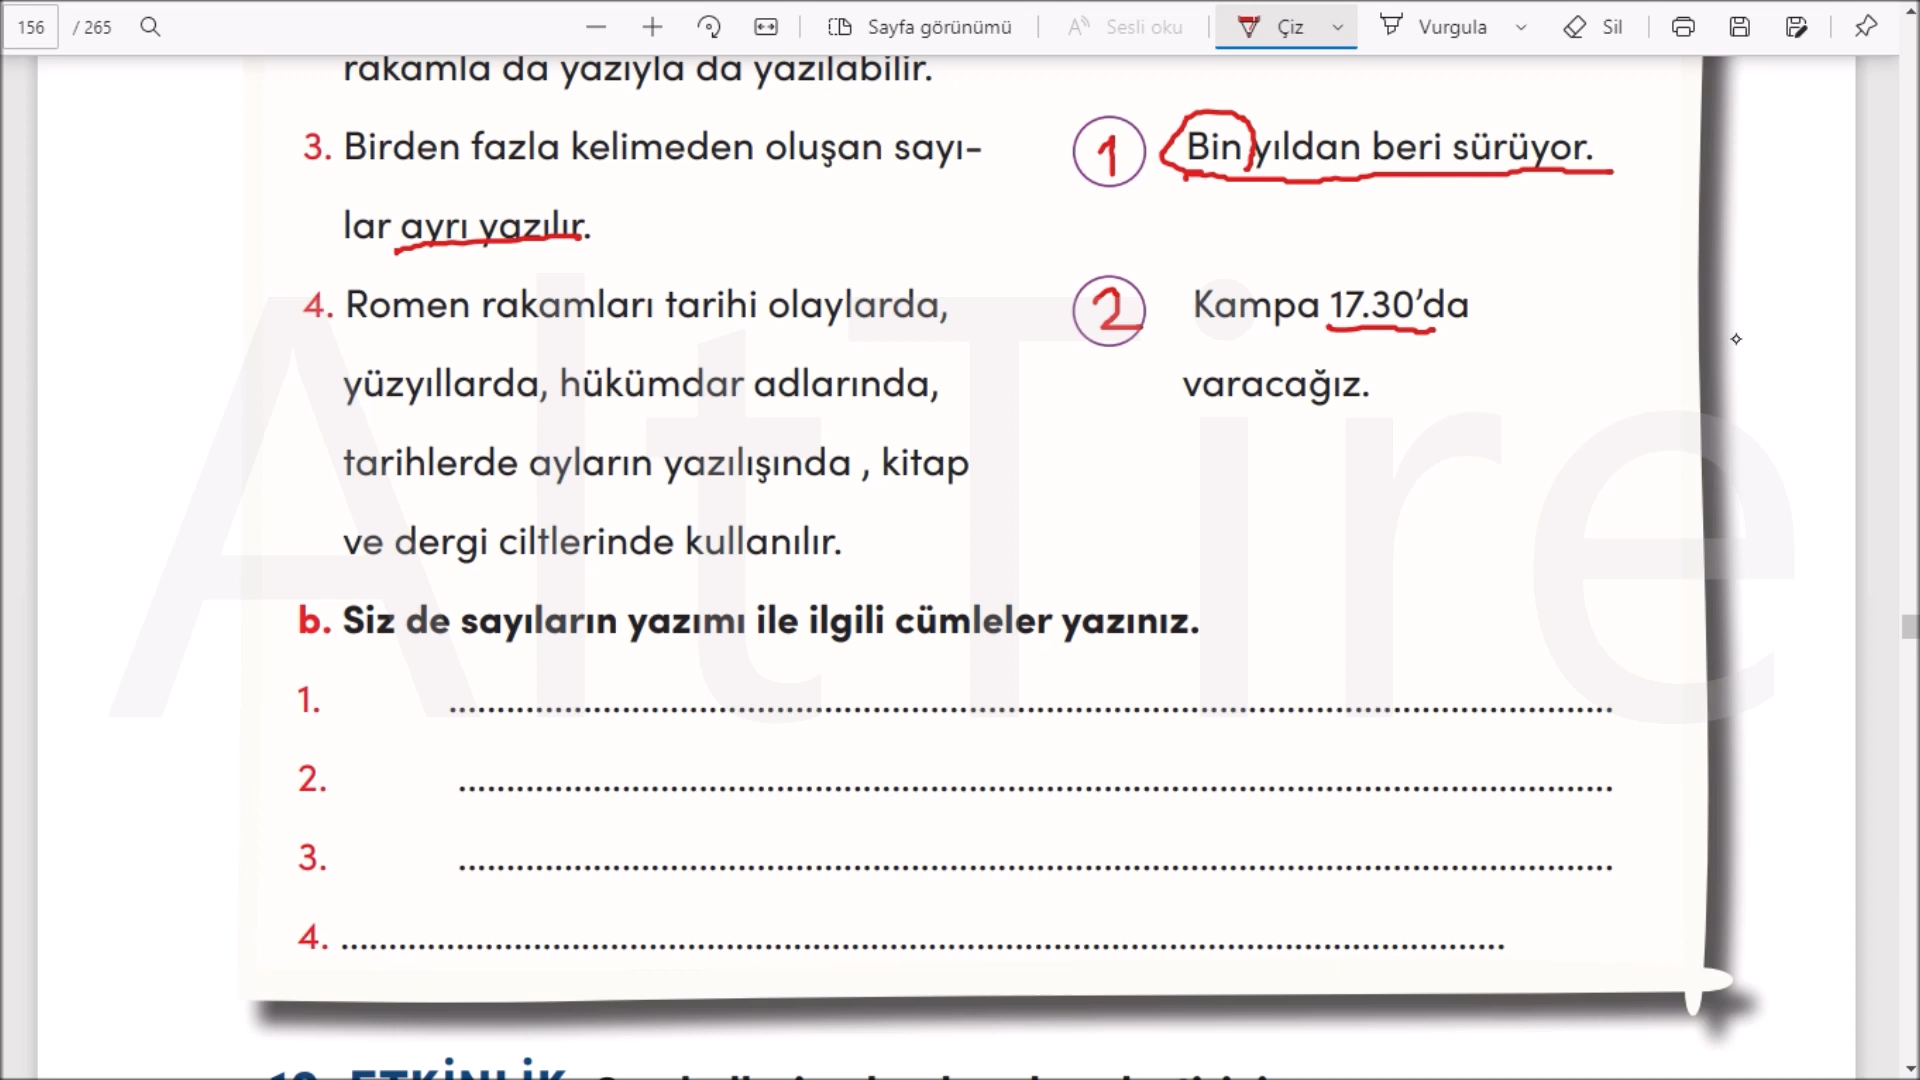 156 / 265 Sayfa görünümü Sesli oku Çiz Vurgula Sil
rakamla da yazıyla da yazılabilir.
3. Birden fazla kelimeden oluşan sayı-
lar ayrı yazılır.
4. Romen rakamları tarihi olaylarda,
yüzyıllarda, hükümdar adlarında,
tarihlerde ayların yazılışında , kitap
ve dergi ciltlerinde kullanılır.
1 Bin yıldan beri sürüyor.
2 Kampa 17.30’da
varacağız.
b. Siz de sayıların yazımı ile ilgili cümleler yazınız.
1. ....................................................................................
2. ....................................................................................
3. ....................................................................................
4. ....................................................................................
ETKİNLİK
AltTire